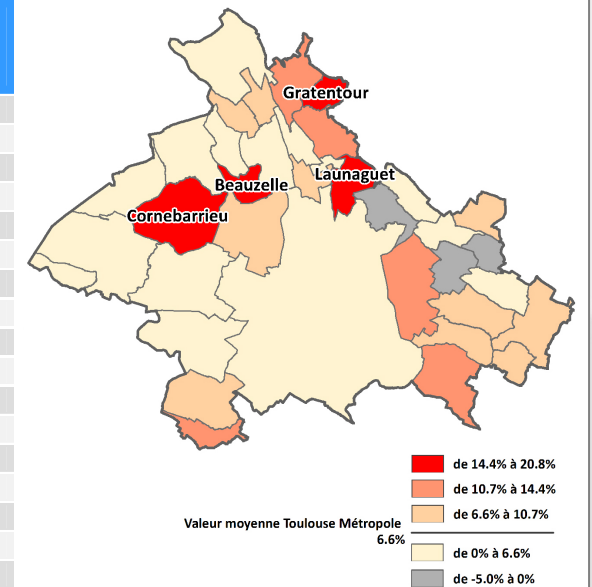 Gratentour
Launaguet
Beauzelle
Cornebarrieu
de 14.4% à 20.8%
de 10.7% à 14.4%
de 6.6% à 10.7%
Valeur moyenne Toulouse Métropole
6.6%
de 0% à 6.6%
de -5.0% à 0%